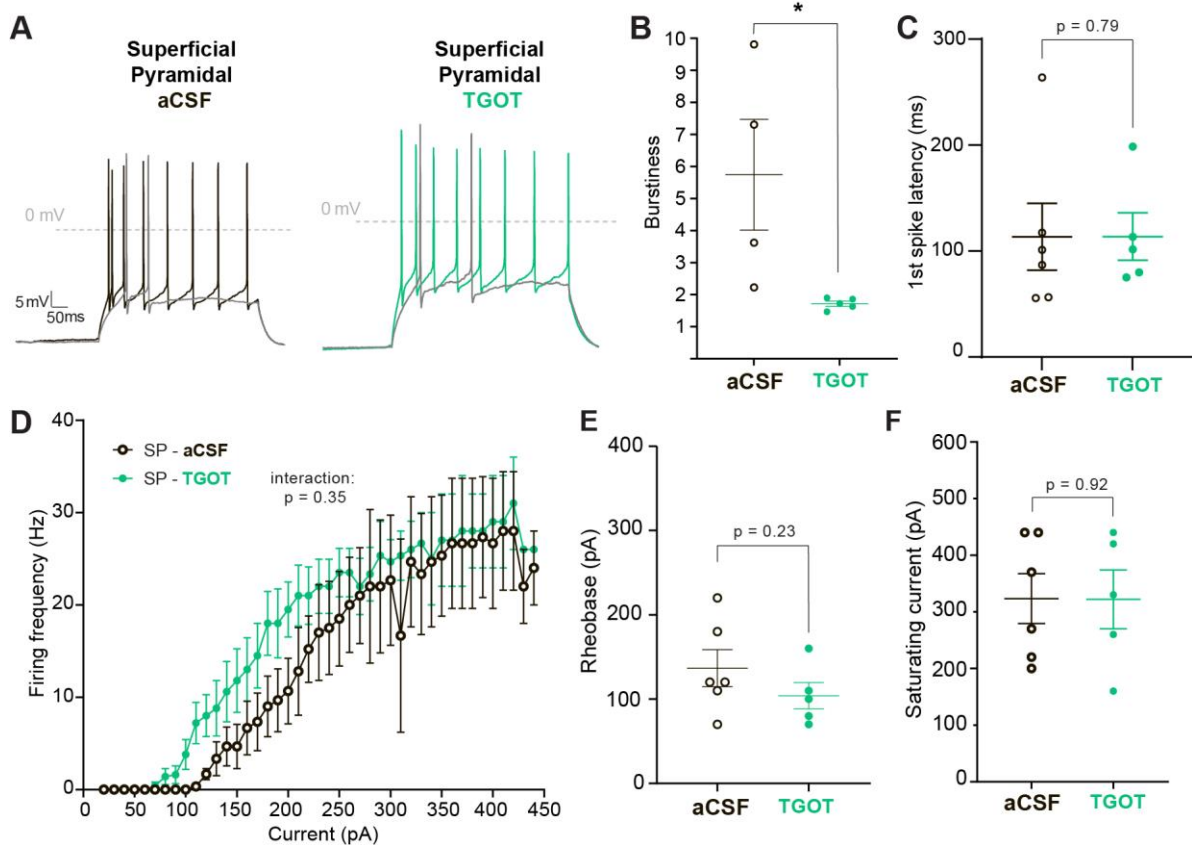 A
Superficial
Pyramidal
aCSF
Superficial
Pyramidal
TGOT
0 mV
0 mV
5 mV
50ms
B
*
Burstiness
10
9
8
7
6
5
4
3
2
1
aCSF
TGOT
C
p = 0.79
1st spike latency (ms)
300
200
100
0
aCSF
TGOT
D
SP - aCSF
SP - TGOT
interaction:
p = 0.35
Firing frequency (Hz)
40
30
20
10
0
0 50 100 150 200 250 300 350 400 450
Current (pA)
E
p = 0.23
Rheobase (pA)
400
300
200
100
0
aCSF
TGOT
F
p = 0.92
Saturating current (pA)
600
500
400
300
200
100
0
aCSF
TGOT